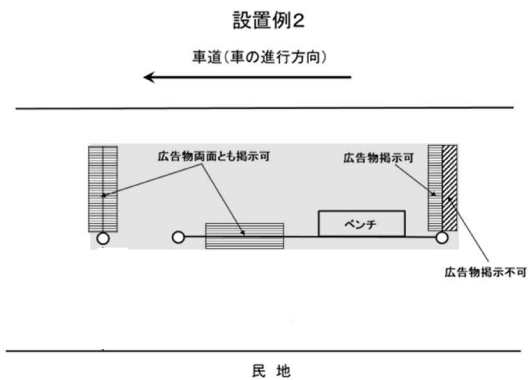 設置例2
車道(車の進行方向)
広告物両面とも掲示可
広告物掲示可
ベンチ
広告物掲示不可
民 地